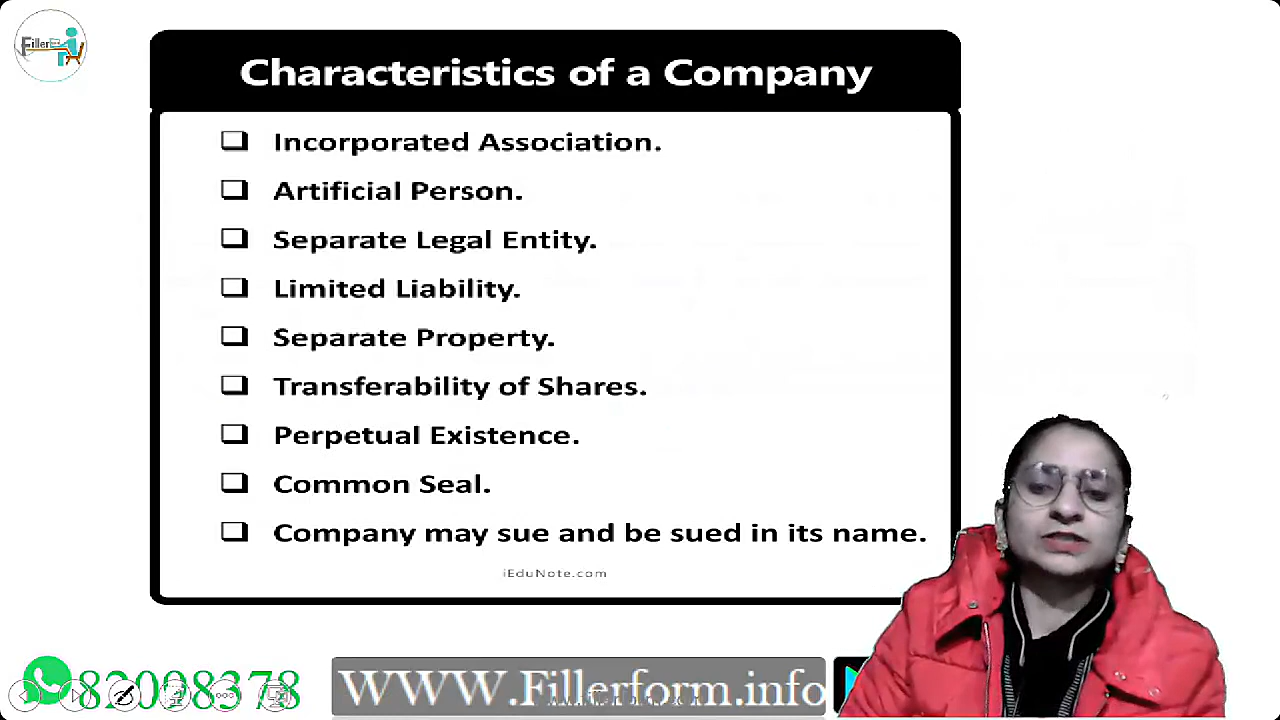 Filler
Characteristics of a Company
Incorporated Association.
Artificial Person.
Separate Legal Entity.
Limited Liability.
Separate Property.
Transferability of Shares.
Perpetual Existence.
Common Seal.
Company may sue and be sued in its name.
iEduNote.com
82008378
WWW.Fillerform.info